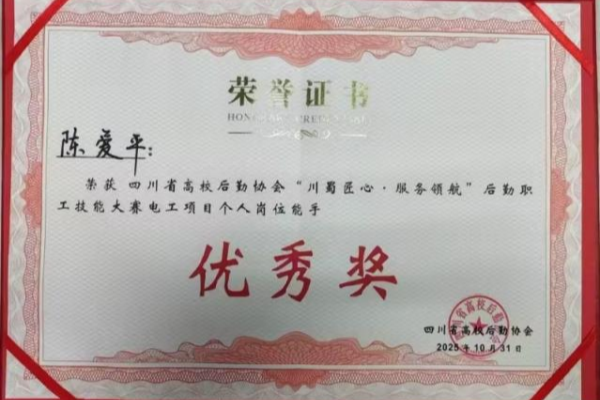 荣誉证书
HONORARY CREDENTIAL
陈爱平：
荣获 四川省高校后勤协会“川蜀匠心·服务领航”后勤职
工技能大赛电工项目个人岗位能手
优秀奖
四川省高校后勤协会
2025年10月31日